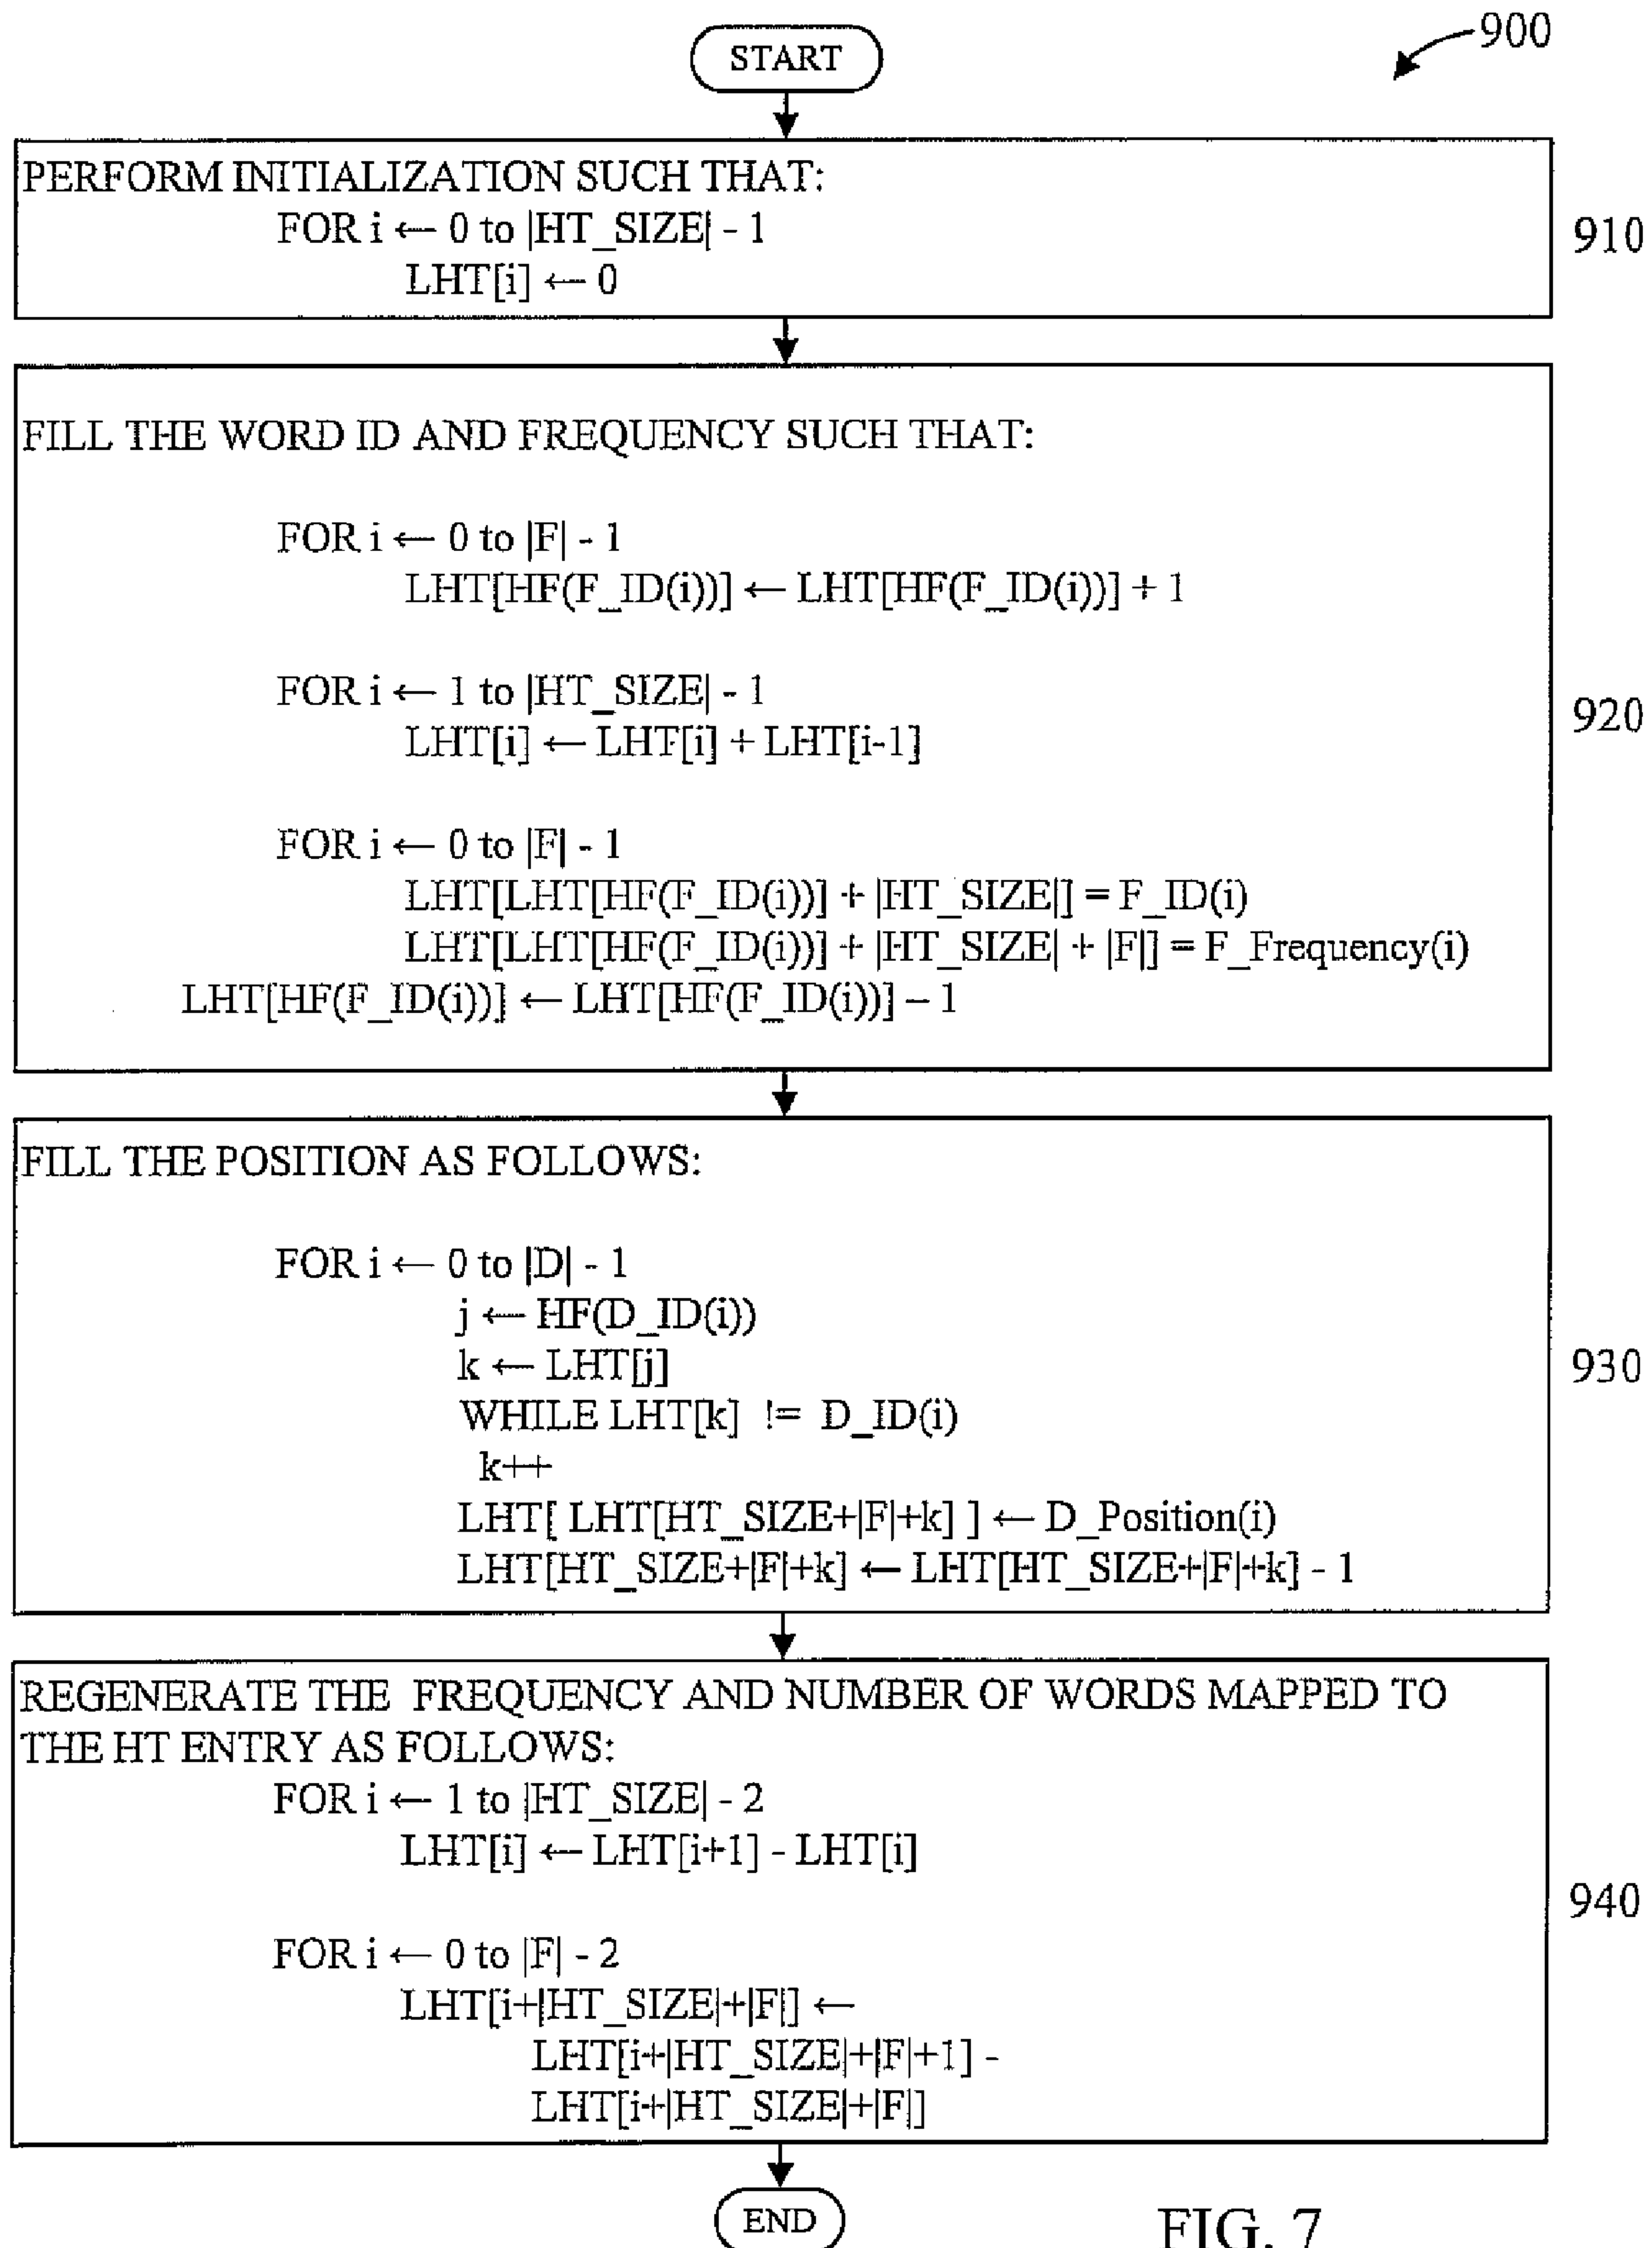 START
900
PERFORM INITIALIZATION SUCH THAT:
FOR i ← 0 to |HT_SIZE| - 1
LHT[i] ← 0
910
FILL THE WORD ID AND FREQUENCY SUCH THAT:
FOR i ← 0 to |F| - 1
LHT[HF(F_ID(i))] ← LHT[HF(F_ID(i))] + 1
FOR i ← 1 to |HT_SIZE| - 1
LHT[i] ← LHT[i] + LHT[i-1]
FOR i ← 0 to |F| - 1
LHT[LHT[HF(F_ID(i))] + |HT_SIZE|] = F_ID(i)
LHT[LHT[HF(F_ID(i))] + |HT_SIZE| + |F|] = F_Frequency(i)
LHT[HF(F_ID(i))] ← LHT[HF(F_ID(i))] – 1
920
FILL THE POSITION AS FOLLOWS:
FOR i ← 0 to |D| - 1
j ← HF(D_ID(i))
k ← LHT[j]
WHILE LHT[k] != D_ID(i)
k++
LHT[ LHT[HT_SIZE+|F|+k] ] ← D_Position(i)
LHT[HT_SIZE+|F|+k] ← LHT[HT_SIZE+|F|+k] - 1
930
REGENERATE THE FREQUENCY AND NUMBER OF WORDS MAPPED TO
THE HT ENTRY AS FOLLOWS:
FOR i ← 1 to |HT_SIZE| - 2
LHT[i] ← LHT[i+1] - LHT[i]
FOR i ← 0 to |F| - 2
LHT[i+|HT_SIZE|+|F|] ←
LHT[i+|HT_SIZE|+|F|+1] -
LHT[i+|HT_SIZE|+|F|]
940
END
FIG. 7